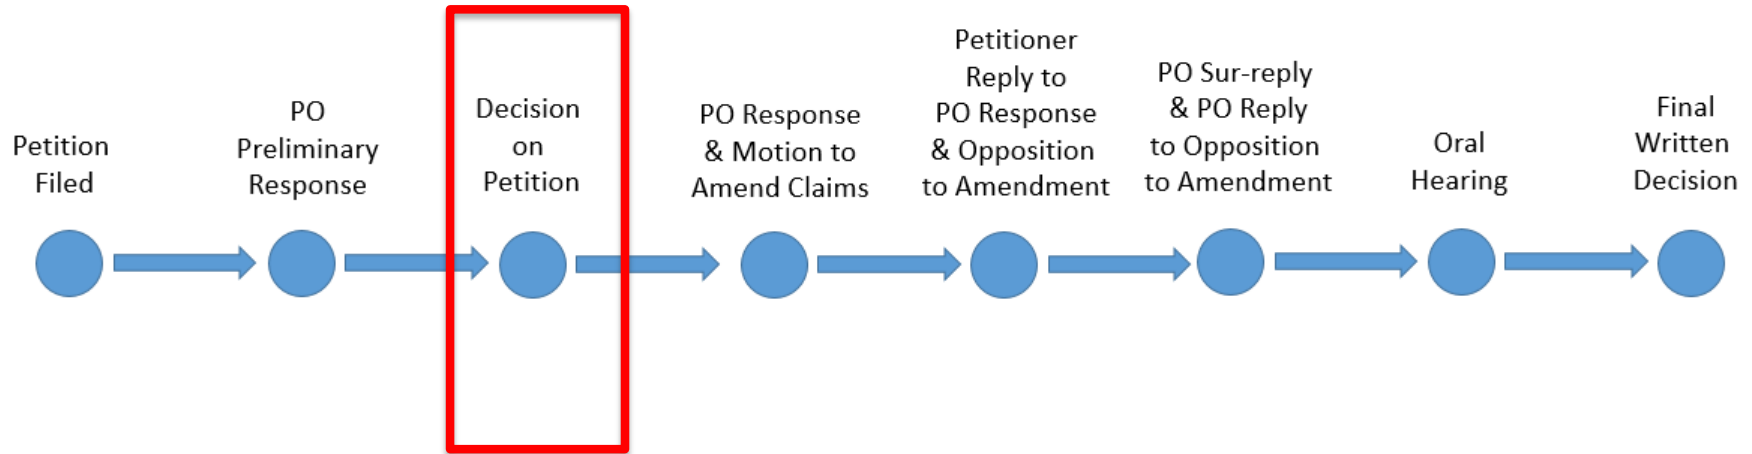 Petition
Filed
PO
Preliminary
Response
Decision
on
Petition
PO Response
& Motion to
Amend Claims
Petitioner
Reply to
PO Response
& Opposition
to Amendment
PO Sur-reply
& PO Reply
to Opposition
to Amendment
Oral
Hearing
Final
Written
Decision